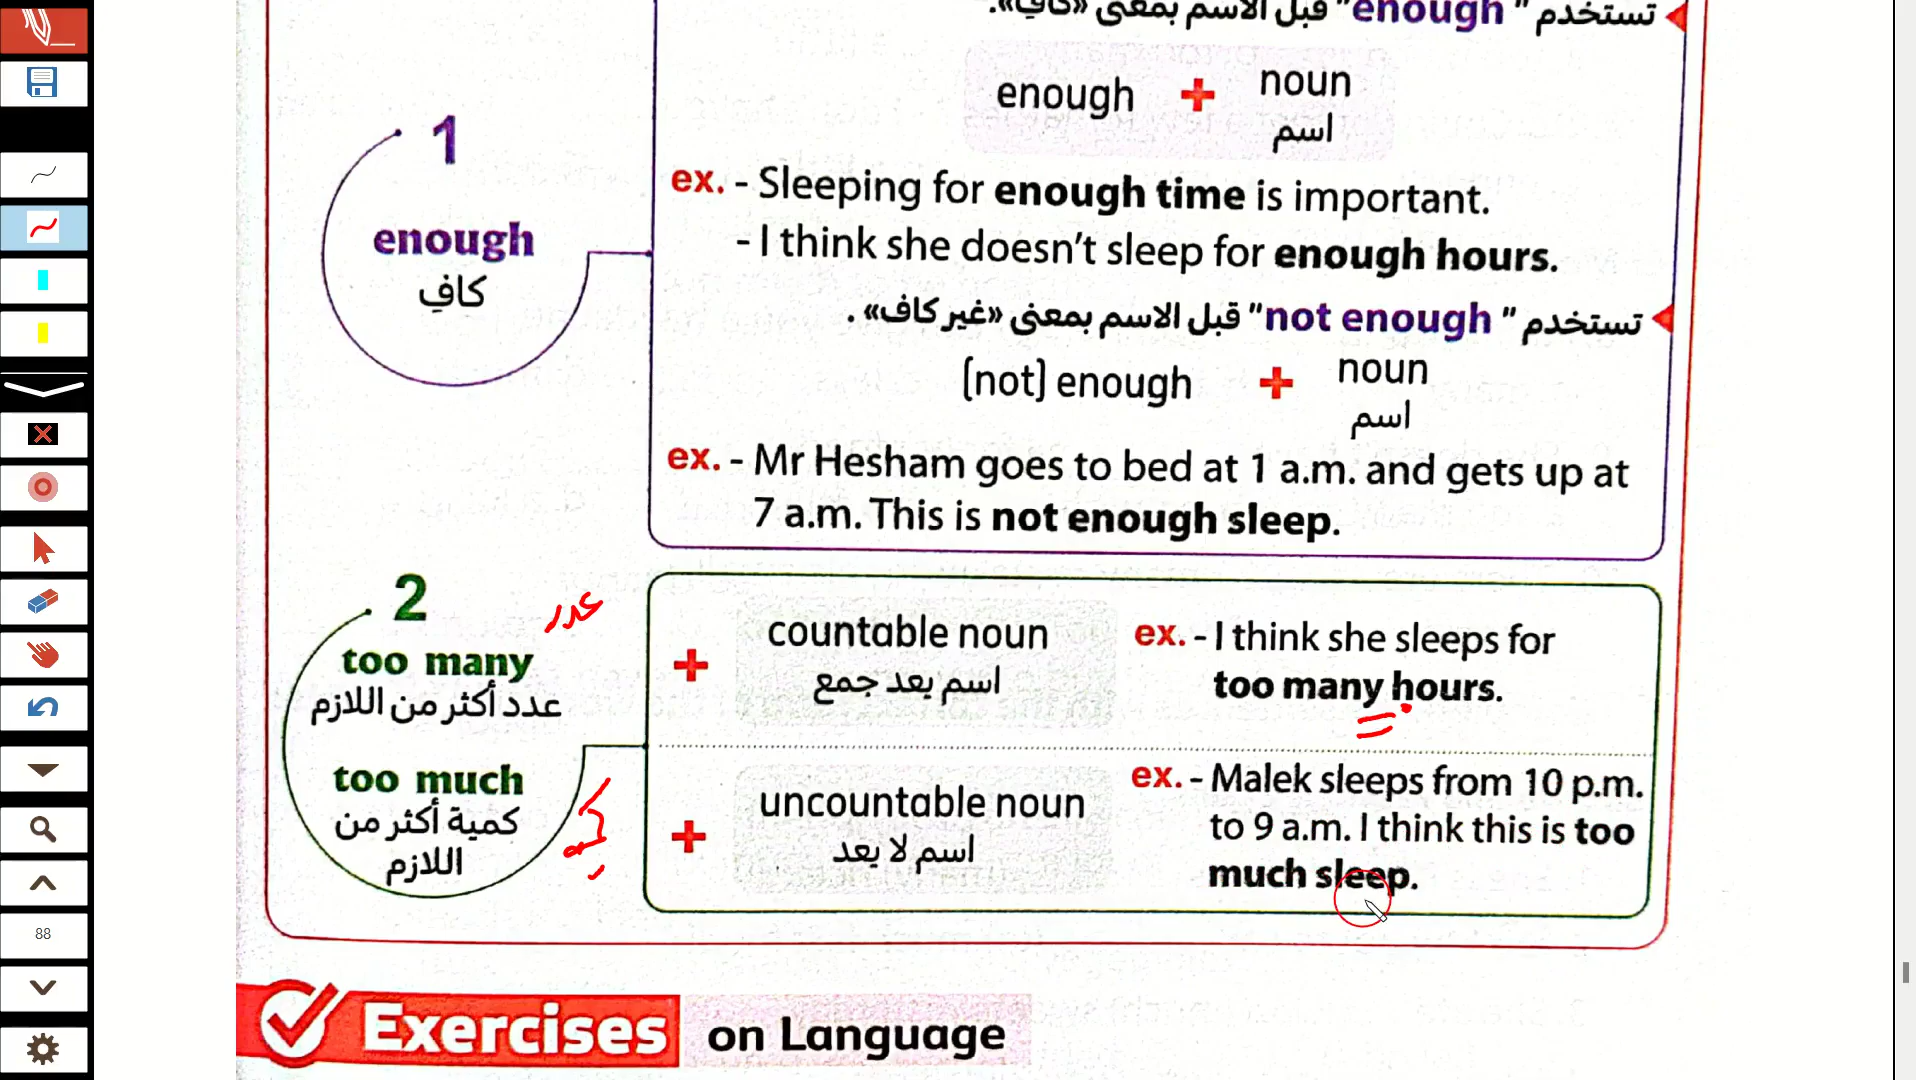 تستخدم "enough" قبل الاسم بمعنى «كافٍ».
enough + noun
اسم
1
enough
كافٍ
ex. - Sleeping for enough time is important.
- I think she doesn't sleep for enough hours.
تستخدم "not enough" قبل الاسم بمعنى «غير كاف» .
(not) enough + noun
اسم
ex. - Mr Hesham goes to bed at 1 a.m. and gets up at
7 a.m. This is not enough sleep.
2
عدد
too many
عدد أكثر من اللازم
+ countable noun
اسم يعد جمع
ex. - I think she sleeps for
too many hours.
too much
كمية أكثر من
اللازم
+ uncountable noun
اسم لا يعد
ex. - Malek sleeps from 10 p.m.
to 9 a.m. I think this is too
much sleep.
88
Exercises on Language